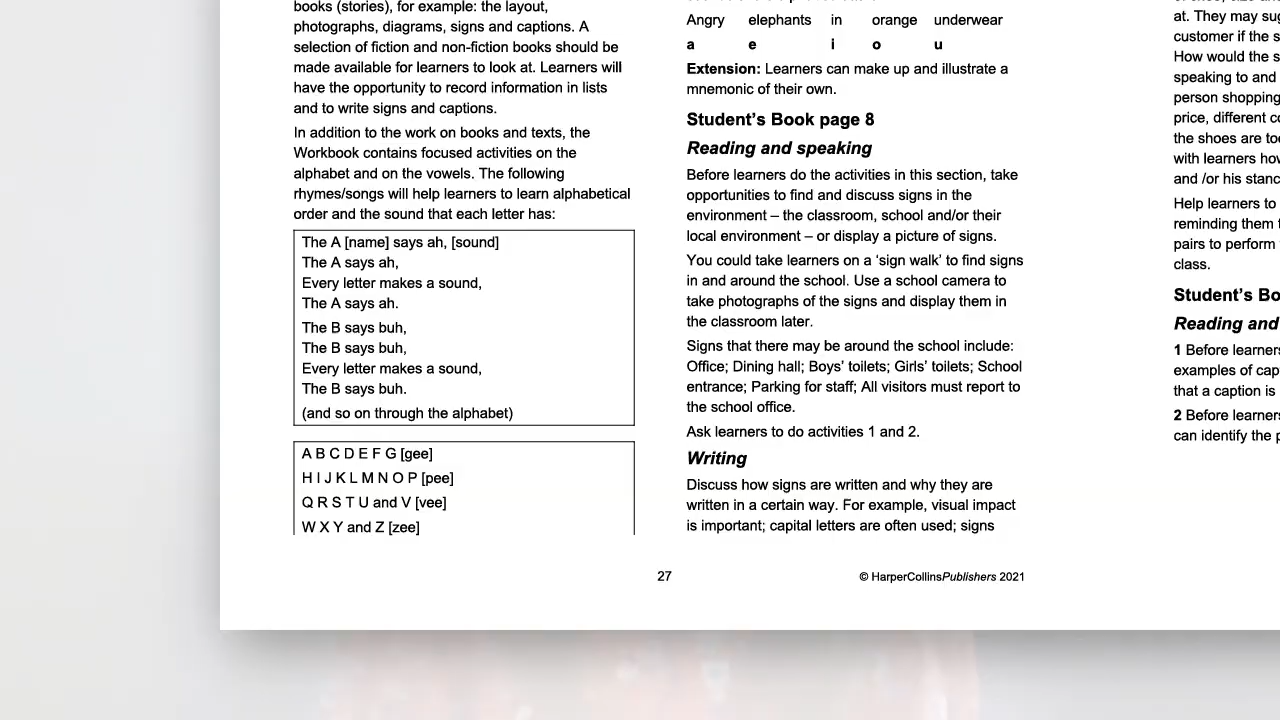 books (stories), for example: the layout,
photographs, diagrams, signs and captions. A
selection of fiction and non-fiction books should be
made available for learners to look at. Learners will
have the opportunity to record information in lists
and to write signs and captions.
In addition to the work on books and texts, the
Workbook contains focused activities on the
alphabet and on the vowels. The following
rhymes/songs will help learners to learn alphabetical
order and the sound that each letter has:
The A [name] says ah, [sound]
The A says ah,
Every letter makes a sound,
The A says ah.
The B says buh,
The B says buh,
Every letter makes a sound,
The B says buh.
(and so on through the alphabet)
A B C D E F G [gee]
H I J K L M N O P [pee]
Q R S T U and V [vee]
W X Y and Z [zee]
Angry elephants in orange underwear
a e i o u
Extension: Learners can make up and illustrate a
mnemonic of their own.
Student's Book page 8
Reading and speaking
Before learners do the activities in this section, take
opportunities to find and discuss signs in the
environment – the classroom, school and/or their
local environment – or display a picture of signs.
You could take learners on a 'sign walk' to find signs
in and around the school. Use a school camera to
take photographs of the signs and display them in
the classroom later.
Signs that there may be around the school include:
Office; Dining hall; Boys' toilets; Girls' toilets; School
entrance; Parking for staff; All visitors must report to
the school office.
Ask learners to do activities 1 and 2.
Writing
Discuss how signs are written and why they are
written in a certain way. For example, visual impact
is important; capital letters are often used; signs
27
© HarperCollinsPublishers 2021
at. They may
customer if the
How would the
speaking to and
person shopping
price, different
the shoes are
with learners
and /or his
Help learners to
reminding them
pairs to perform
class.
Student's
Reading and
1 Before learners
examples of
that a caption is
2 Before learners
can identify the